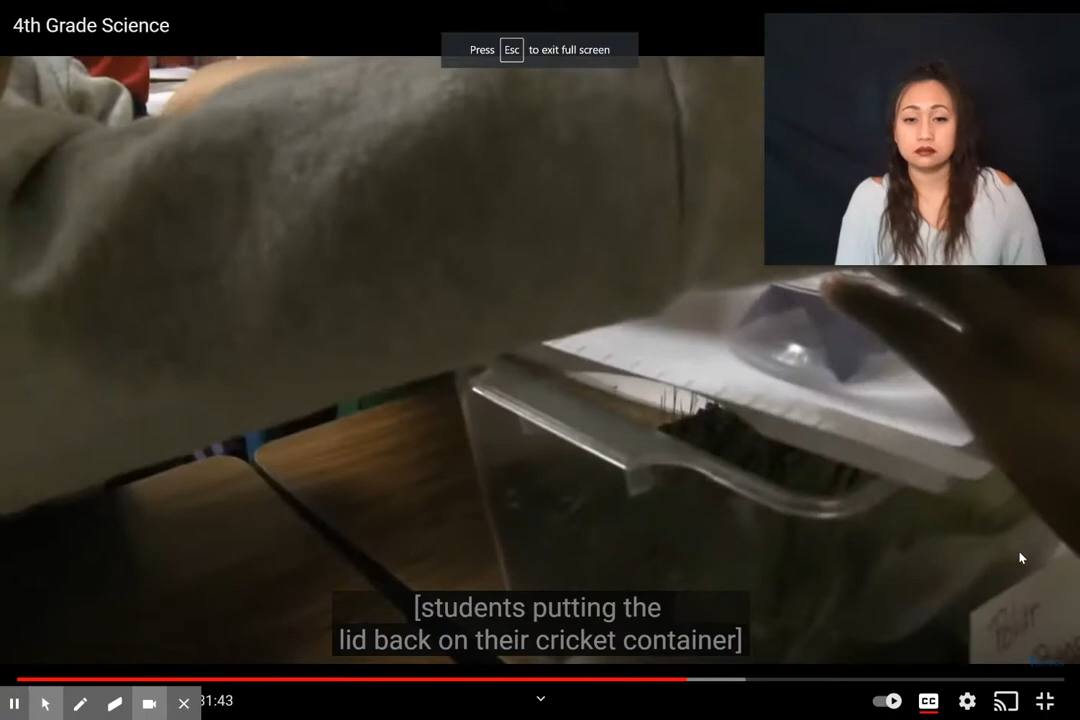 4th Grade Science
Press Esc to exit full screen
[students putting the
lid back on their cricket container]
31:43
CC